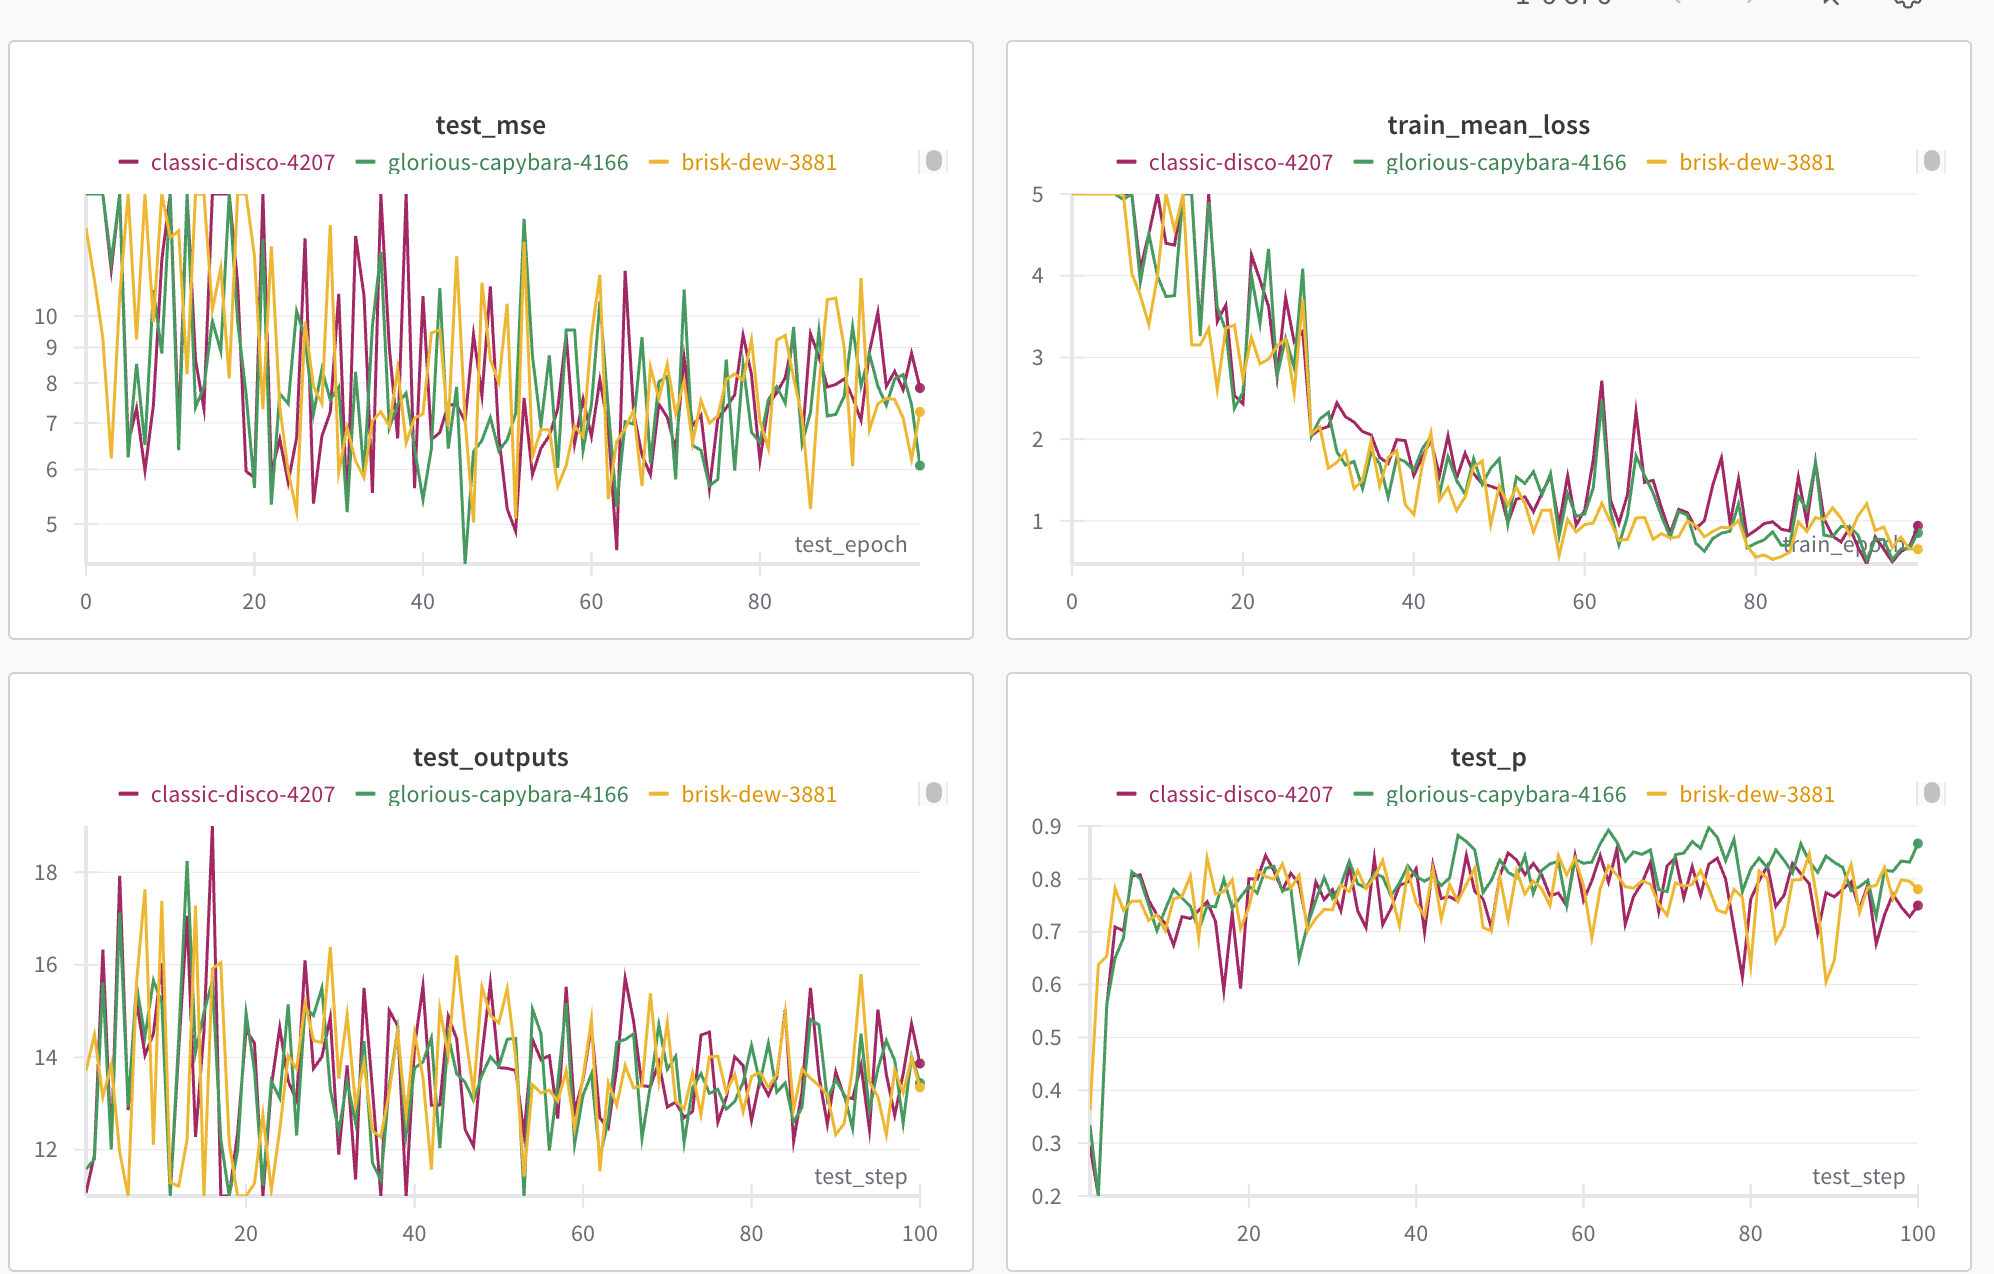 test_mse
classic-disco-4207 glorious-capybara-4166 brisk-dew-3881
10
9
8
7
6
5
test_epoch
0 20 40 60 80
train_mean_loss
classic-disco-4207 glorious-capybara-4166 brisk-dew-3881
5
4
3
2
1
train_epoch
0 20 40 60 80
test_outputs
classic-disco-4207 glorious-capybara-4166 brisk-dew-3881
18
16
14
12
test_step
20 40 60 80 100
test_p
classic-disco-4207 glorious-capybara-4166 brisk-dew-3881
0.9
0.8
0.7
0.6
0.5
0.4
0.3
0.2
test_step
20 40 60 80 100